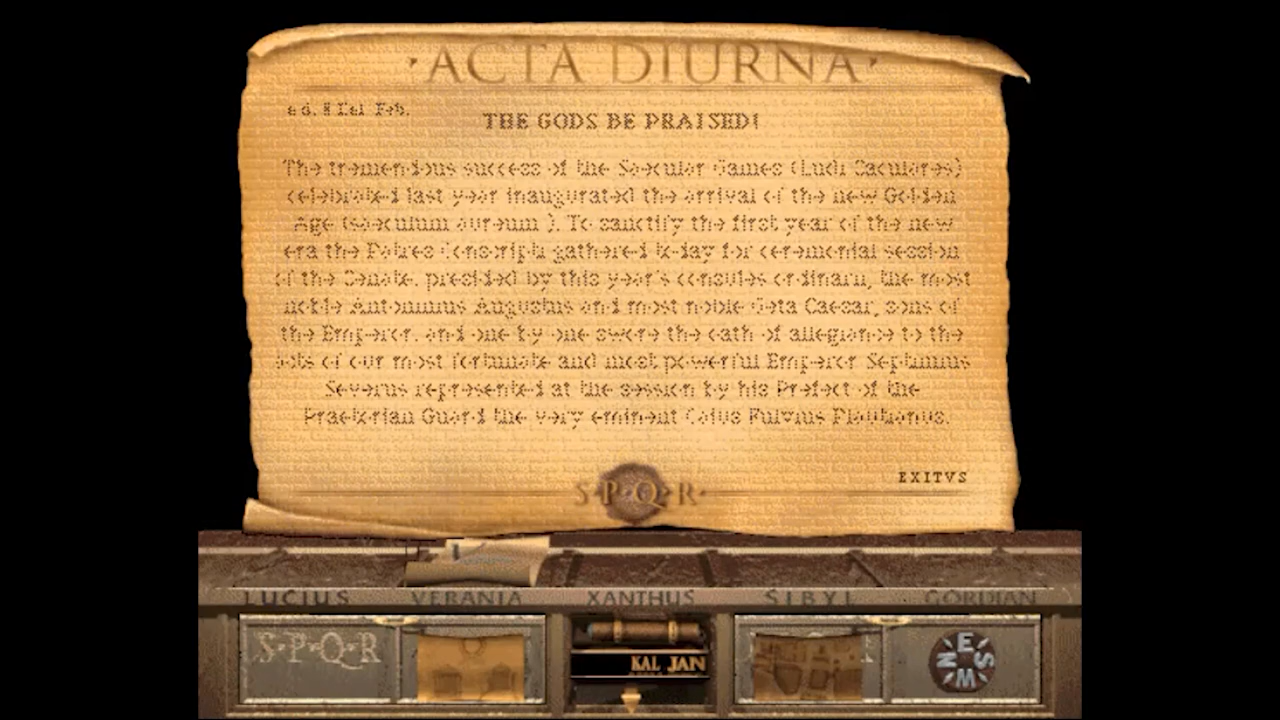 ·ACTA DIURNA·
a d. 8 Kal. Feb.
THE GODS BE PRAISED!
The tremendous success of the Saecular Games (Ludi Saeculares)
celebrated last year inaugurated the arrival of the new Golden
Age (saeculum aureum ). To sanctify the first year of the new
era the Patres Conscripti gathered today for ceremonial session
of the Senate, presided by this year's consules ordinarii, the most
noble Antoninus Augustus and most noble Geta Caesar, sons of
the Emperor, and one by one swore the oath of allegiance to the
acts of our most fortunate and most powerful Emperor Septimius
Severus represented at the session by his Prefect of the
Praetorian Guard the very eminent Caius Fulvius Plautianus.
EXITVS
S·P·Q·R·
LUCIUS VERANIA XANTHUS SIBYL GORDIAN
S·P·Q·R
KAL JAN
N E S W